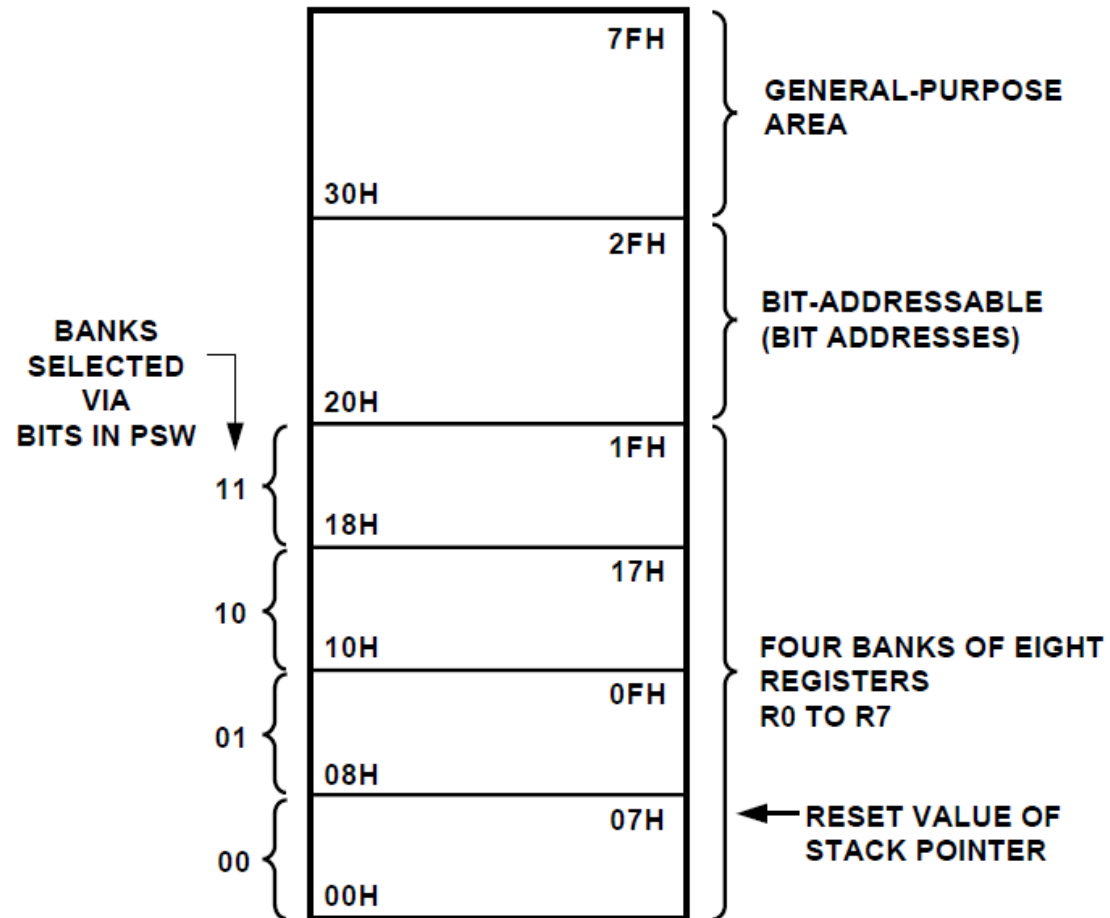 7FH
GENERAL-PURPOSE
AREA
30H
2FH
BIT-ADDRESSABLE
(BIT ADDRESSES)
BANKS
SELECTED
VIA
BITS IN PSW
20H
1FH
11
18H
17H
10
10H
FOUR BANKS OF EIGHT
REGISTERS
R0 TO R7
0FH
01
08H
07H
RESET VALUE OF
STACK POINTER
00
00H